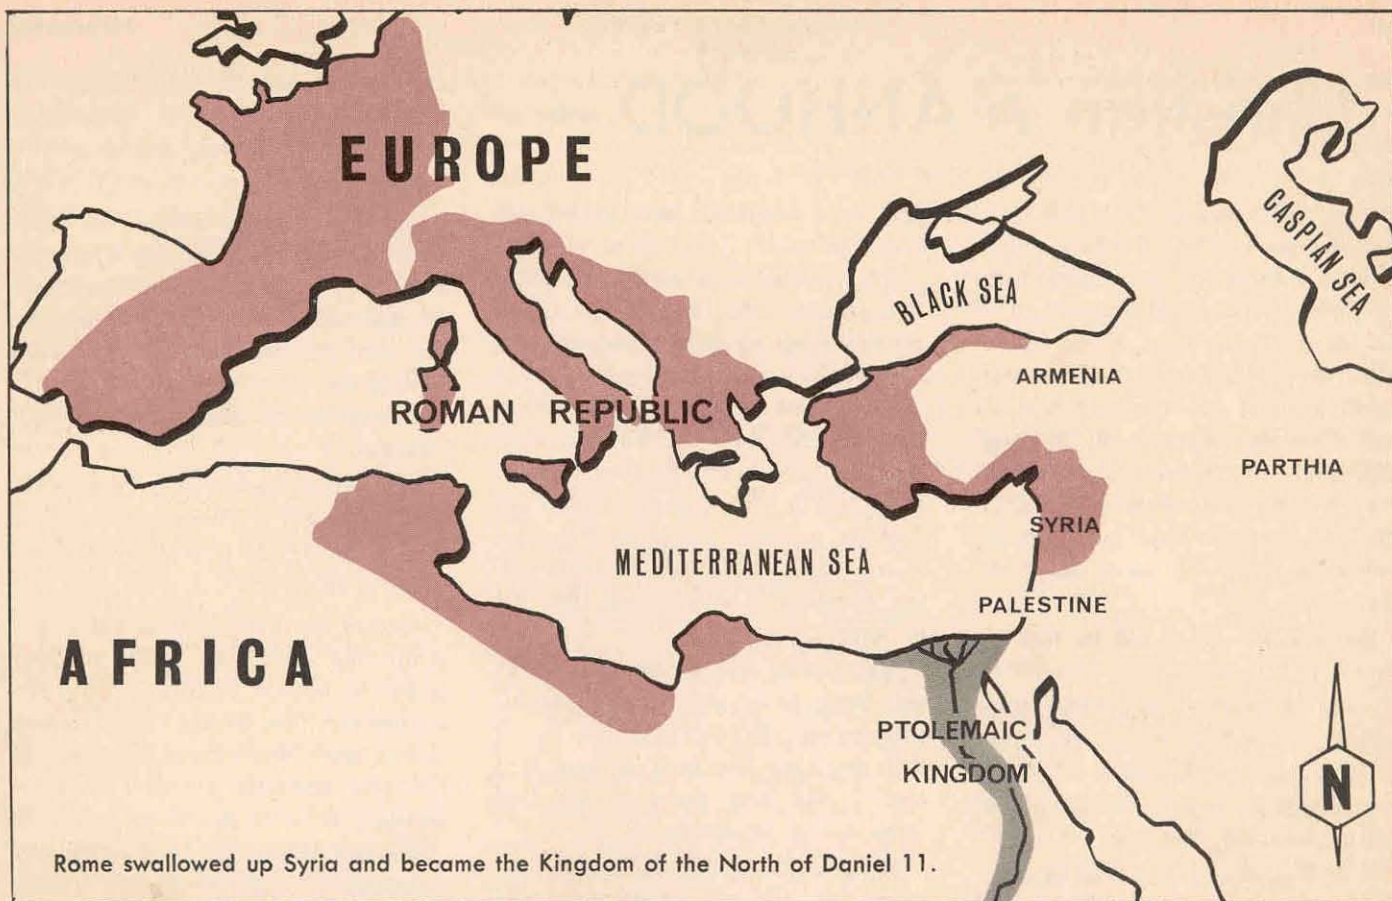 EUROPE
CASPIAN SEA
BLACK SEA
ARMENIA
ROMAN REPUBLIC
PARTHIA
SYRIA
MEDITERRANEAN SEA
PALESTINE
AFRICA
PTOLEMAIC
KINGDOM
N
Rome swallowed up Syria and became the Kingdom of the North of Daniel 11.